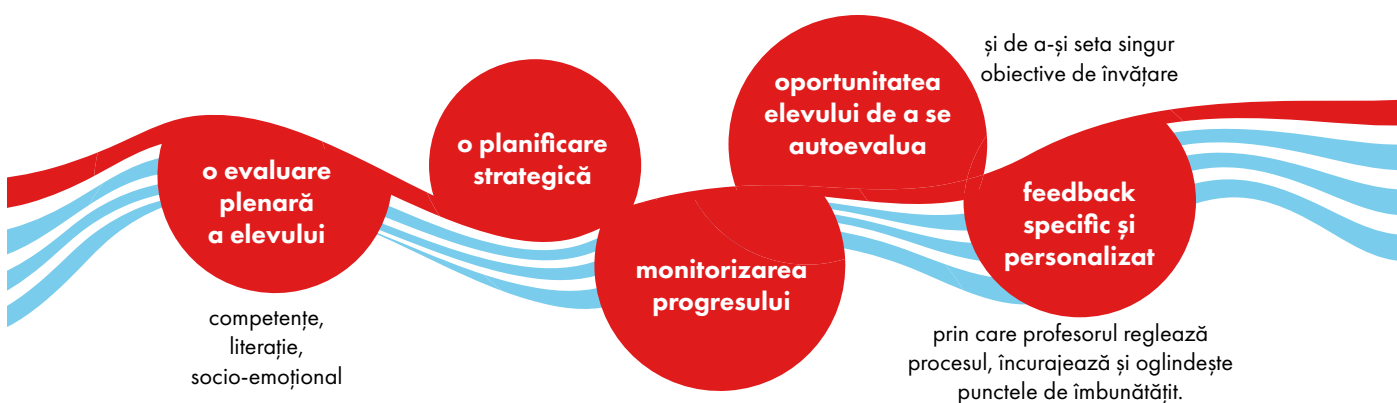 o evaluare
plenară
a elevului
competențe,
literație,
socio-emoțional
o planificare
strategică
monitorizarea
progresului
oportunitatea
elevului de a se
autoevalua
și de a-și seta singur
obiective de învățare
feedback
specific și
personalizat
prin care profesorul reglează
procesul, încurajează și oglindește
punctele de îmbunătățit.